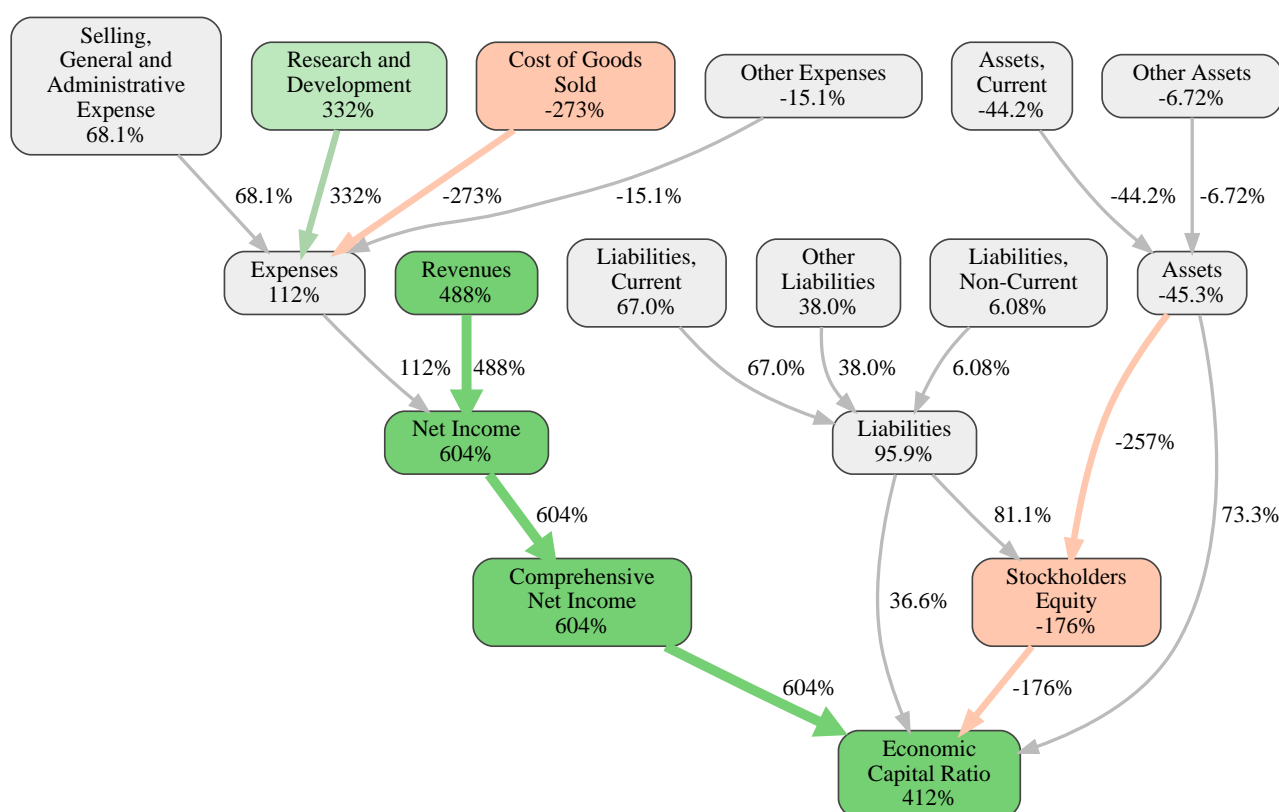 Selling,
General and
Administrative
Expense
68.1%
Research and
Development
332%
Cost of Goods
Sold
-273%
Other Expenses
-15.1%
Assets,
Current
-44.2%
Other Assets
-6.72%
68.1%
332%
-273%
-15.1%
-44.2%
-6.72%
Expenses
112%
Revenues
488%
Liabilities,
Current
67.0%
Other
Liabilities
38.0%
Liabilities,
Non-Current
6.08%
Assets
-45.3%
112%
488%
67.0%
38.0%
6.08%
Net Income
604%
Liabilities
95.9%
-257%
604%
81.1%
73.3%
Comprehensive
Net Income
604%
36.6%
Stockholders
Equity
-176%
604%
-176%
Economic
Capital Ratio
412%